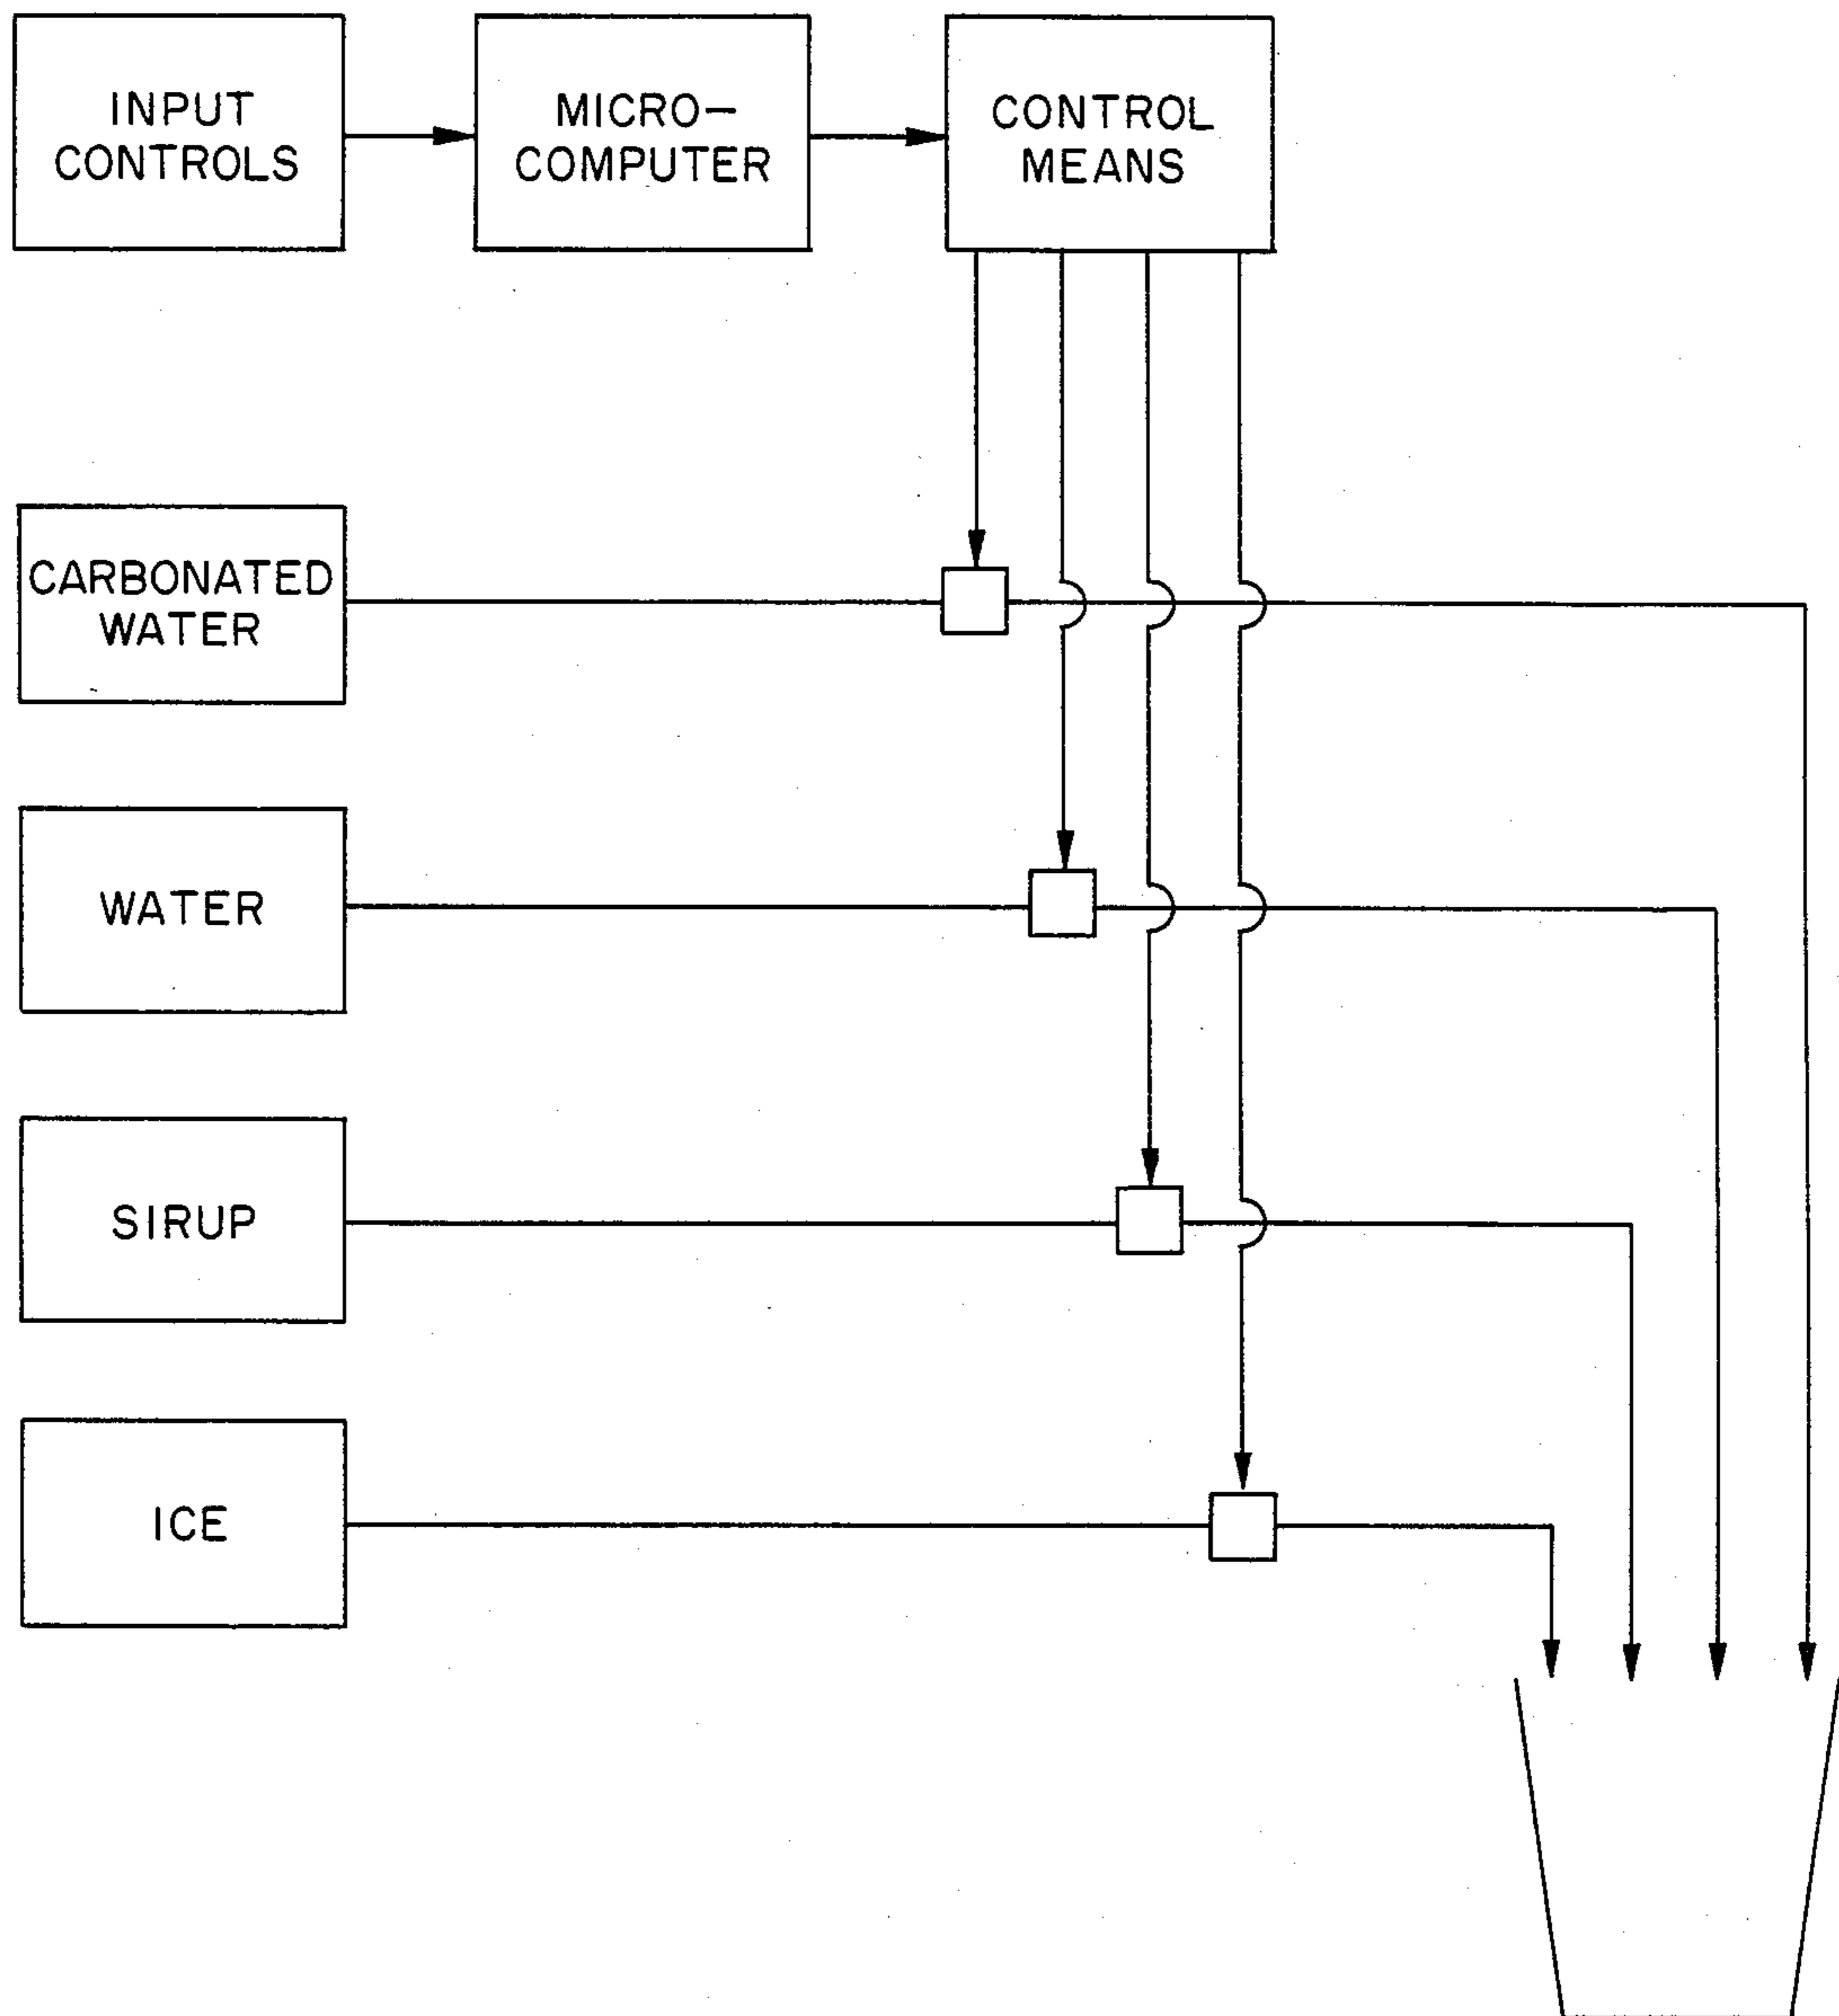 INPUT
CONTROLS
MICRO-
COMPUTER
CONTROL
MEANS
CARBONATED
WATER
WATER
SIRUP
ICE